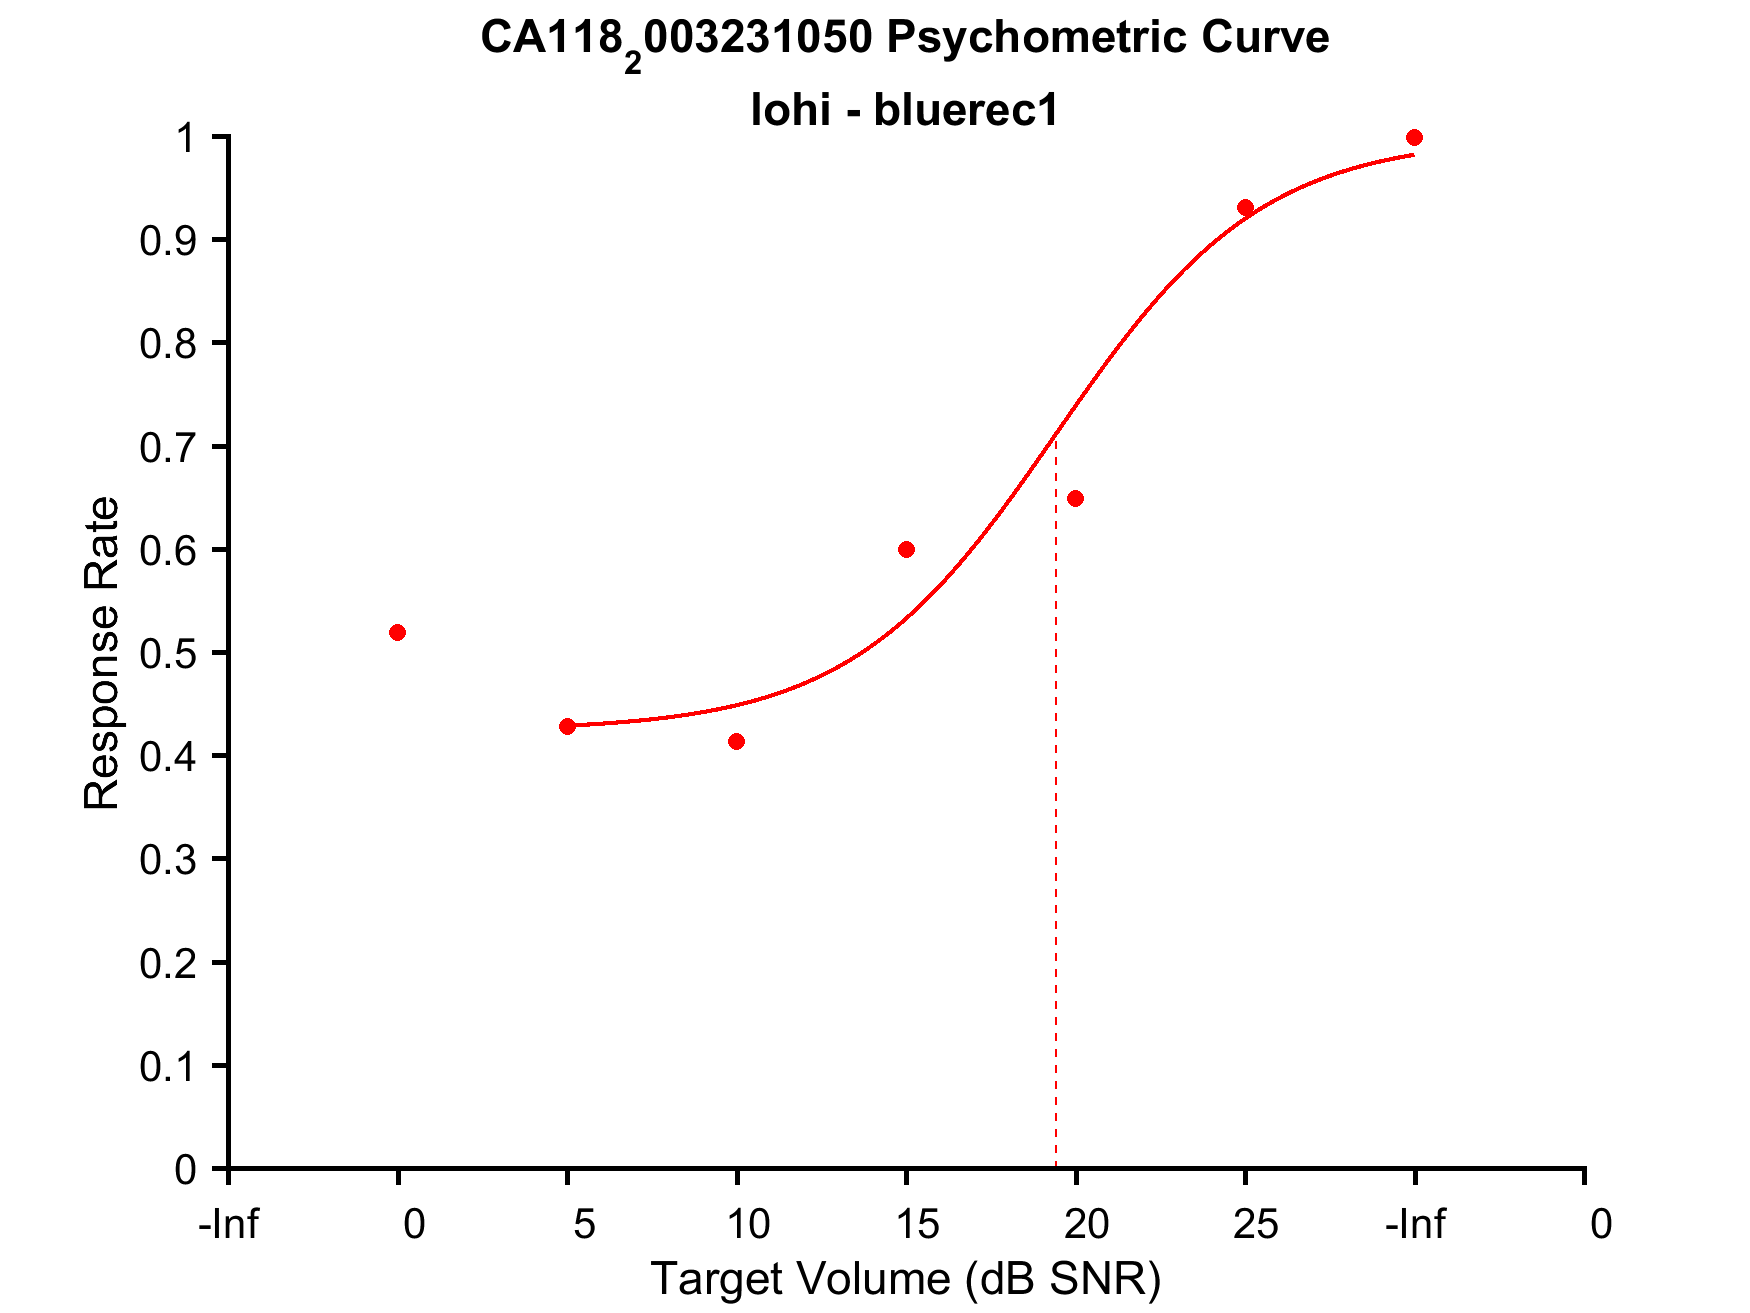 CA118₂003231050 Psychometric Curve
lohi - bluerec1
1
0.9
0.8
0.7
0.6
0.5
0.4
0.3
0.2
0.1
0
Response Rate
-Inf 0 5 10 15 20 25 -Inf 0
Target Volume (dB SNR)